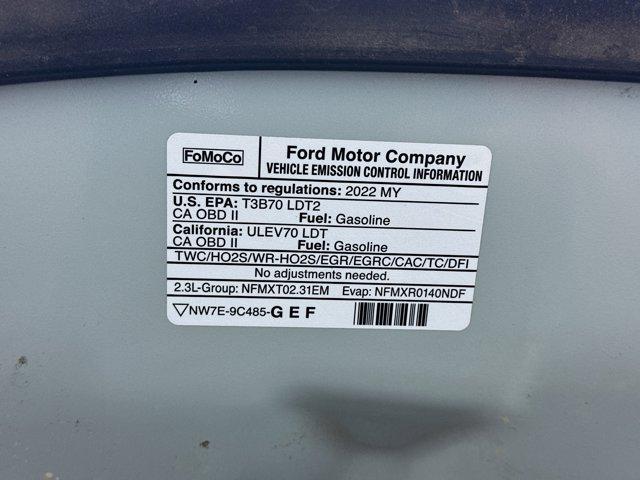 FoMoCo
Ford Motor Company
VEHICLE EMISSION CONTROL INFORMATION
Conforms to regulations: 2022 MY
U.S. EPA: T3B70 LDT2
CA OBD II Fuel: Gasoline
California: ULEV70 LDT
CA OBD II Fuel: Gasoline
TWC/HO2S/WR-HO2S/EGR/EGRC/CAC/TC/DFI
No adjustments needed.
2.3L-Group: NFMXT02.31EM Evap: NFMXR0140NDF
NW7E-9C485-GEF